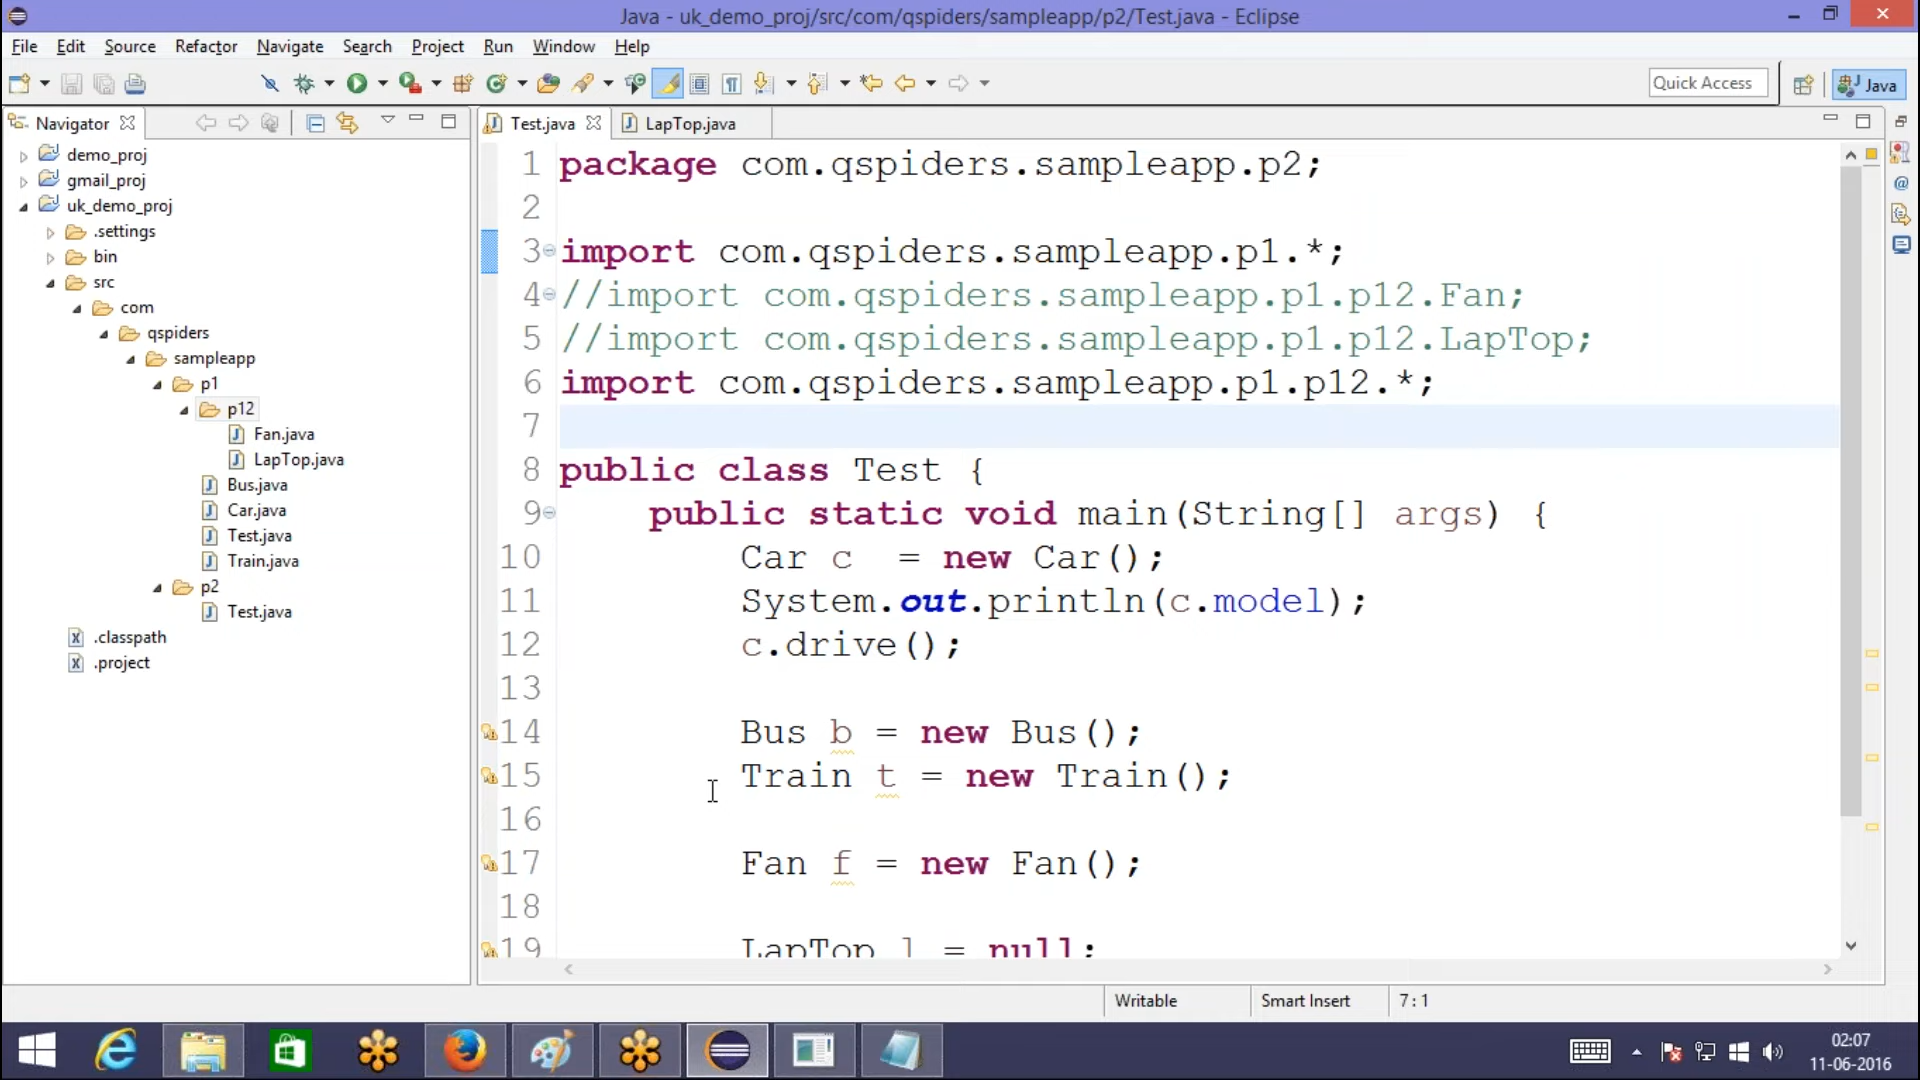 Java - uk_demo_proj/src/com/qspiders/sampleapp/p2/Test.java - Eclipse
File Edit Source Refactor Navigate Search Project Run Window Help
Quick Access
Java
Navigator
demo_proj
gmail_proj
uk_demo_proj
.settings
bin
src
com
qspiders
sampleapp
p1
p12
Fan.java
LapTop.java
Bus.java
Car.java
Test.java
Train.java
p2
Test.java
.classpath
.project
Test.java LapTop.java
1 package com.qspiders.sampleapp.p2;
2
3 import com.qspiders.sampleapp.p1.*;
4 //import com.qspiders.sampleapp.p1.p12.Fan;
5 //import com.qspiders.sampleapp.p1.p12.LapTop;
6 import com.qspiders.sampleapp.p1.p12.*;
7
8 public class Test {
9 public static void main(String[] args) {
10 Car c = new Car();
11 System.out.println(c.model);
12 c.drive();
13
14 Bus b = new Bus();
15 Train t = new Train();
16
17 Fan f = new Fan();
18
19 LapTop l = null;
Writable Smart Insert 7 : 1
02:07
11-06-2016